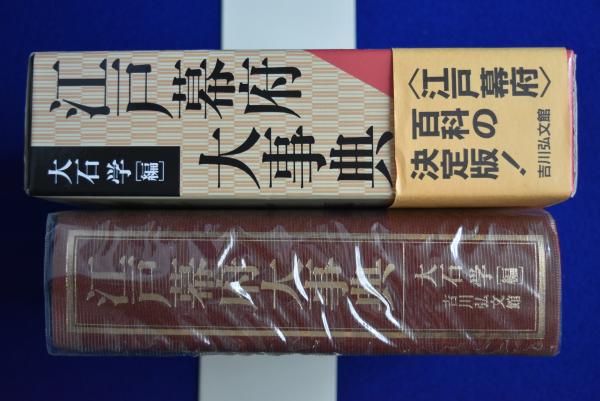 江戸幕府
大事典
大石学[編]
〈江戸幕府〉
百科の
決定版!
吉川弘文館
江戸幕府大事典
大石学[編]
吉川弘文館